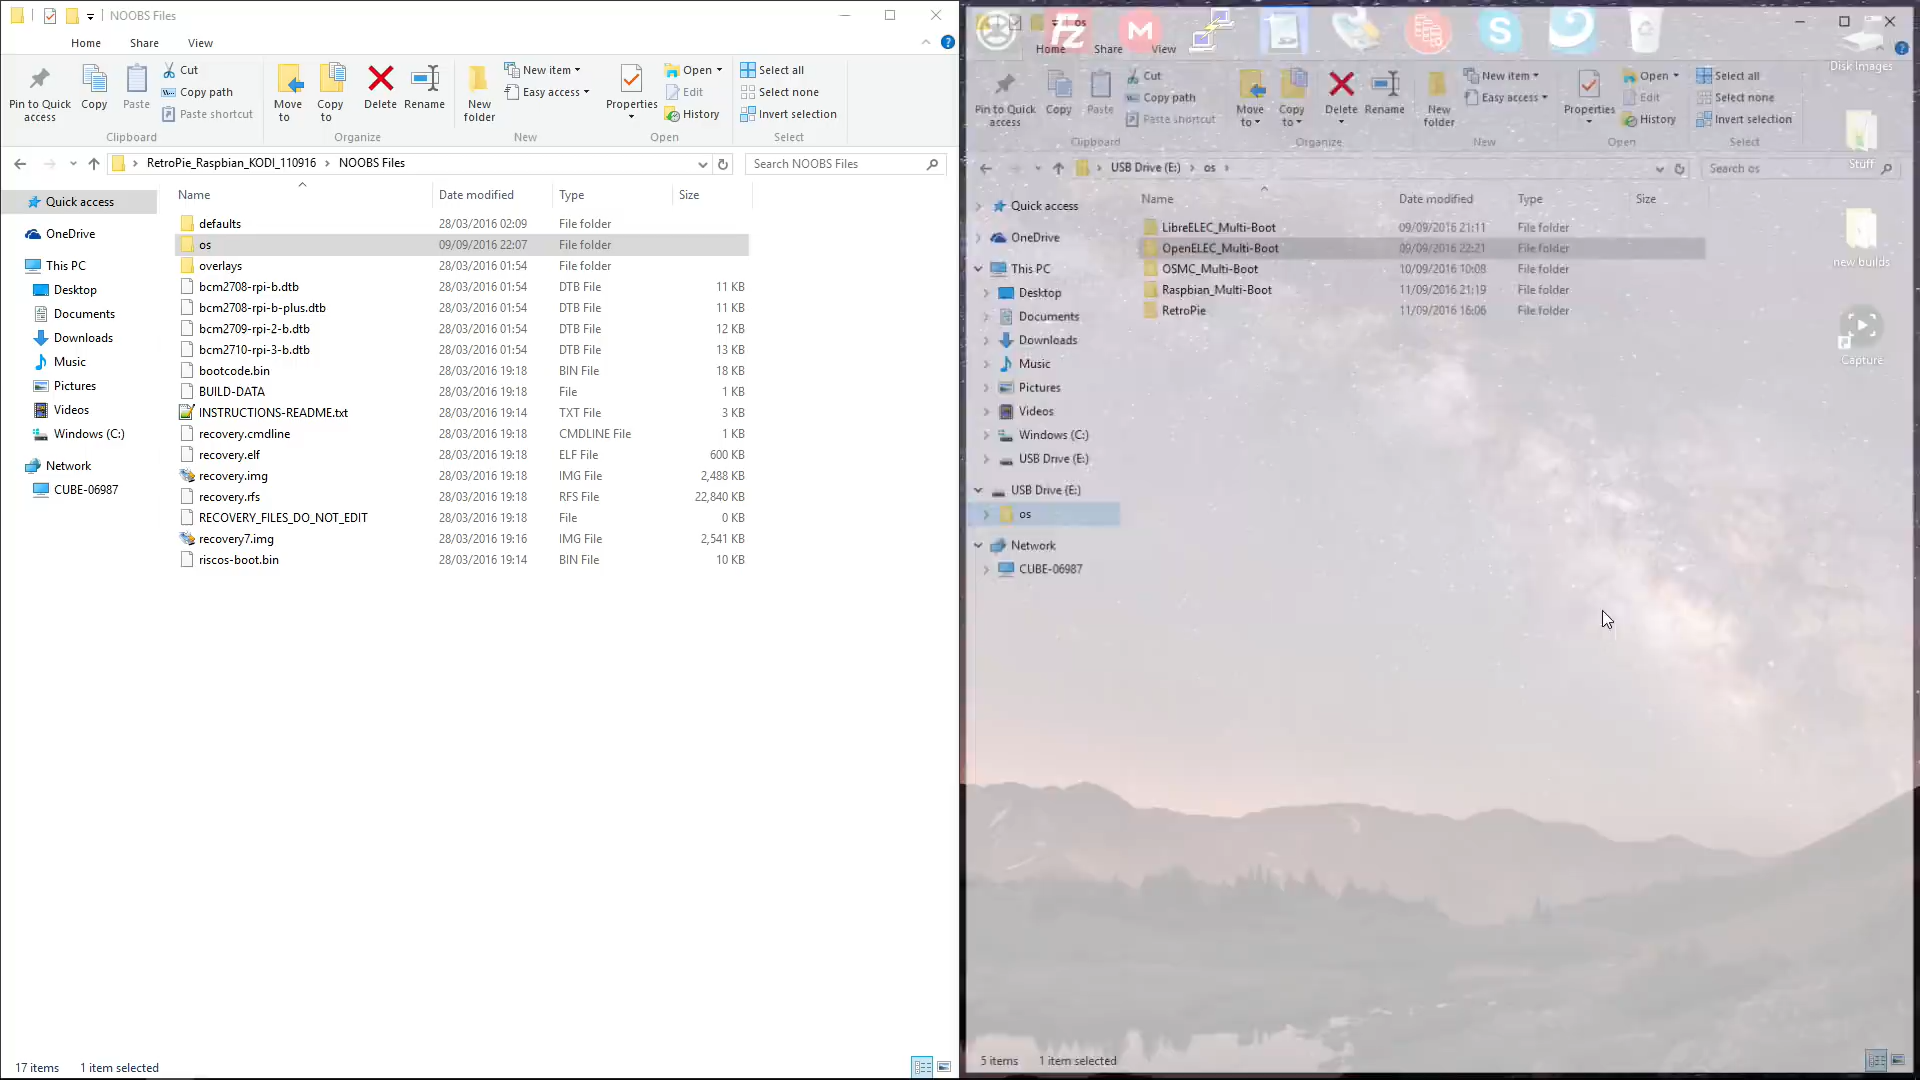 NOOBS Files
Home Share View
Pin to Quick access
Copy
Paste
Cut
Copy path
Paste shortcut
Clipboard
Move to
Copy to
Delete
Rename
Organize
New folder
New item
Easy access
New
Properties
Open
Edit
History
Open
Select all
Select none
Invert selection
Select
RetroPie_Raspbian_KODI_110916 › NOOBS Files
Search NOOBS Files
Quick access
OneDrive
This PC
Desktop
Documents
Downloads
Music
Pictures
Videos
Windows (C:)
Network
CUBE-06987
Name Date modified Type Size
defaults 28/03/2016 02:09 File folder
os 09/09/2016 22:07 File folder
overlays 28/03/2016 01:54 File folder
bcm2708-rpi-b.dtb 28/03/2016 01:54 DTB File 11 KB
bcm2708-rpi-b-plus.dtb 28/03/2016 01:54 DTB File 11 KB
bcm2709-rpi-2-b.dtb 28/03/2016 01:54 DTB File 12 KB
bcm2710-rpi-3-b.dtb 28/03/2016 01:54 DTB File 13 KB
bootcode.bin 28/03/2016 19:18 BIN File 18 KB
BUILD-DATA 28/03/2016 19:18 File 1 KB
INSTRUCTIONS-README.txt 28/03/2016 19:14 TXT File 3 KB
recovery.cmdline 28/03/2016 19:18 CMDLINE File 1 KB
recovery.elf 28/03/2016 19:18 ELF File 600 KB
recovery.img 28/03/2016 19:18 IMG File 2,488 KB
recovery.rfs 28/03/2016 19:18 RFS File 22,840 KB
RECOVERY_FILES_DO_NOT_EDIT 28/03/2016 19:18 File 0 KB
recovery7.img 28/03/2016 19:16 IMG File 2,541 KB
riscos-boot.bin 28/03/2016 19:14 BIN File 10 KB
17 items 1 item selected
os
Home Share View
Pin to Quick access
Copy
Paste
Cut
Copy path
Paste shortcut
Clipboard
Move to
Copy to
Delete
Rename
Organize
New folder
New item
Easy access
New
Properties
Open
Edit
History
Open
Select all
Select none
Invert selection
Select
USB Drive (E:) › os ›
Search os
Quick access
OneDrive
This PC
Desktop
Documents
Downloads
Music
Pictures
Videos
Windows (C:)
USB Drive (E:)
USB Drive (E:)
os
Network
CUBE-06987
Name Date modified Type Size
LibreELEC_Multi-Boot 09/09/2016 21:11 File folder
OpenELEC_Multi-Boot 09/09/2016 22:21 File folder
OSMC_Multi-Boot 10/09/2016 10:08 File folder
Raspbian_Multi-Boot 11/09/2016 21:19 File folder
RetroPie 11/09/2016 16:06 File folder
5 items 1 item selected
Disk Images
Stuff
new builds
Capture